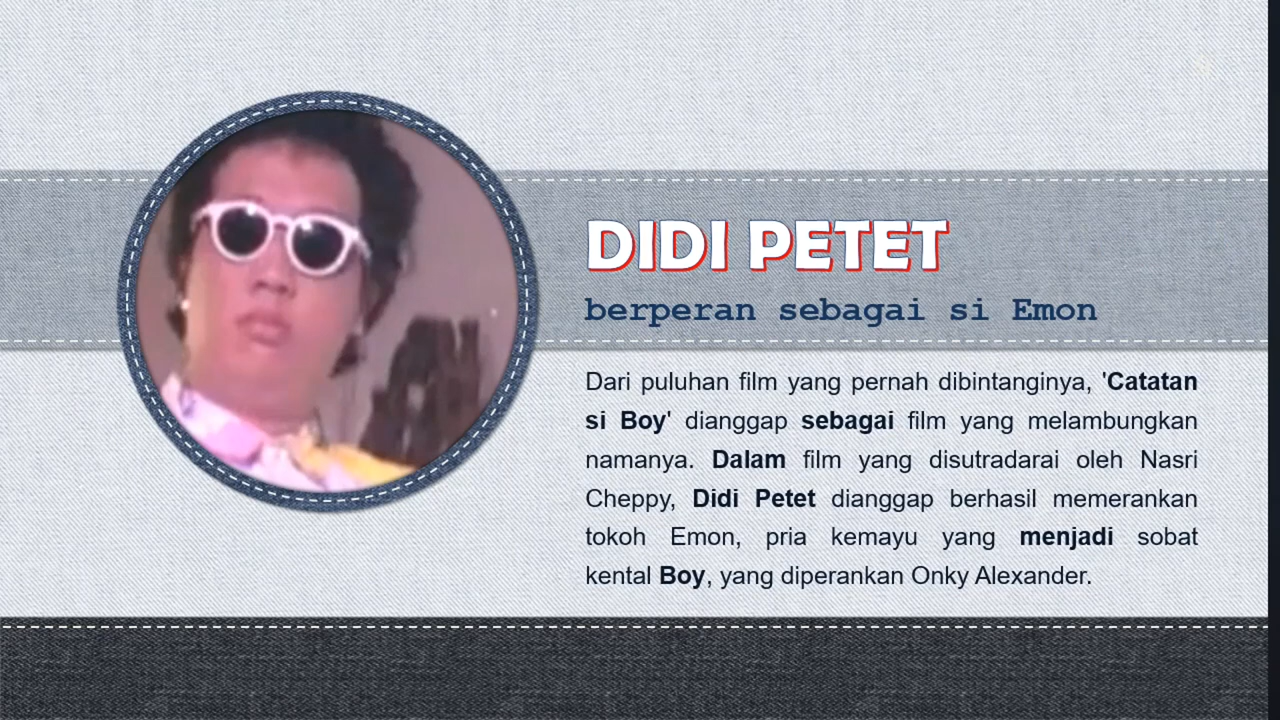 DIDI PETET
berperan sebagai si Emon
Dari puluhan film yang pernah dibintanginya, 'Catatan
si Boy' dianggap sebagai film yang melambungkan
namanya. Dalam film yang disutradarai oleh Nasri
Cheppy, Didi Petet dianggap berhasil memerankan
tokoh Emon, pria kemayu yang menjadi sobat
kental Boy, yang diperankan Onky Alexander.